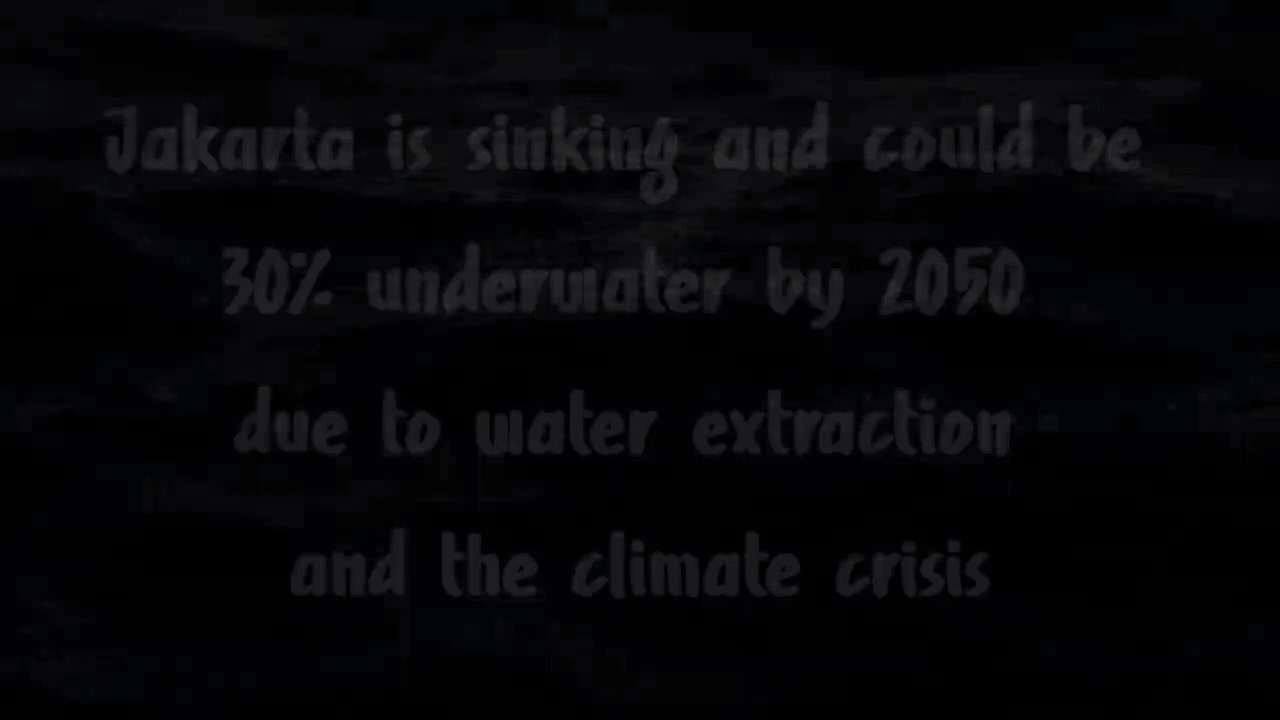 Jakarta is sinking and could be
30% underwater by 2050
due to water extraction
and the climate crisis